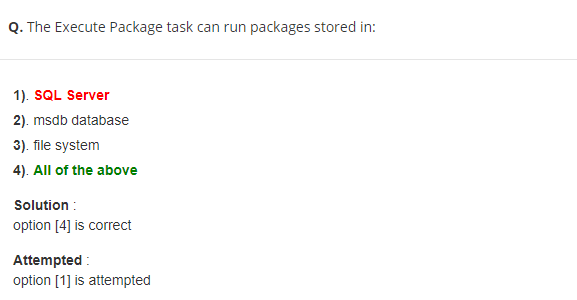 Q. The Execute Package task can run packages stored in:
1). SQL Server
2). msdb database
3). file system
4). All of the above
Solution :
option [4] is correct
Attempted :
option [1] is attempted